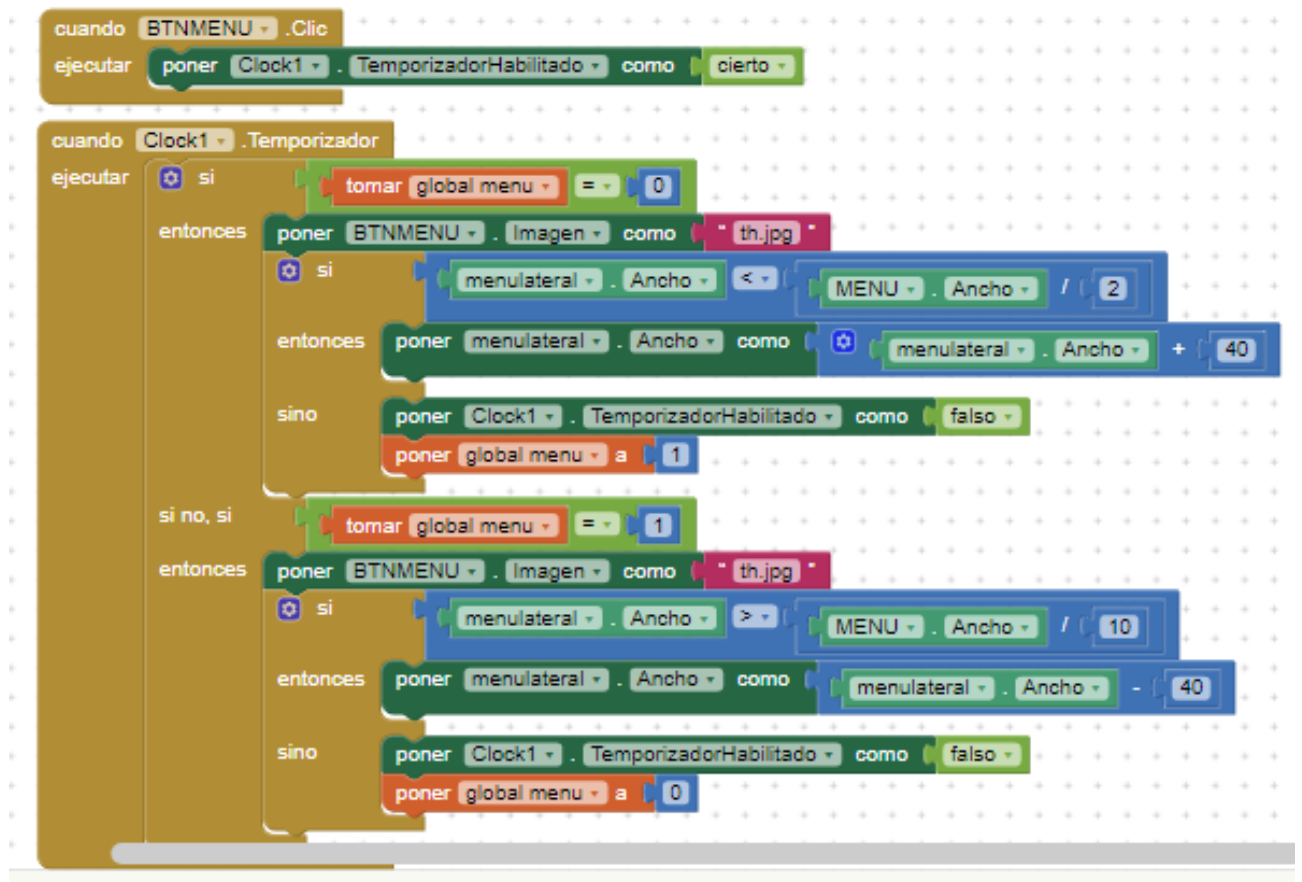 cuando BTNMENU .Clic
ejecutar poner Clock1 . TemporizadorHabilitado como cierto
cuando Clock1 .Temporizador
ejecutar si tomar global menu = 0
entonces poner BTNMENU . Imagen como " th.jpg "
si menulateral . Ancho < MENU . Ancho / 2
entonces poner menulateral . Ancho como menulateral . Ancho + 40
sino poner Clock1 . TemporizadorHabilitado como falso
poner global menu a 1
si no, si tomar global menu = 1
entonces poner BTNMENU . Imagen como " th.jpg "
si menulateral . Ancho > MENU . Ancho / 10
entonces poner menulateral . Ancho como menulateral . Ancho - 40
sino poner Clock1 . TemporizadorHabilitado como falso
poner global menu a 0